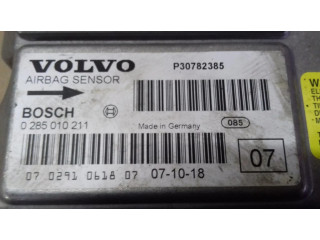 VOLVO
P30782385
AIRBAG SENSOR
BOSCH
0 285 010 211
Made in Germany
085
07
07 0291 0618 07 07-10-18